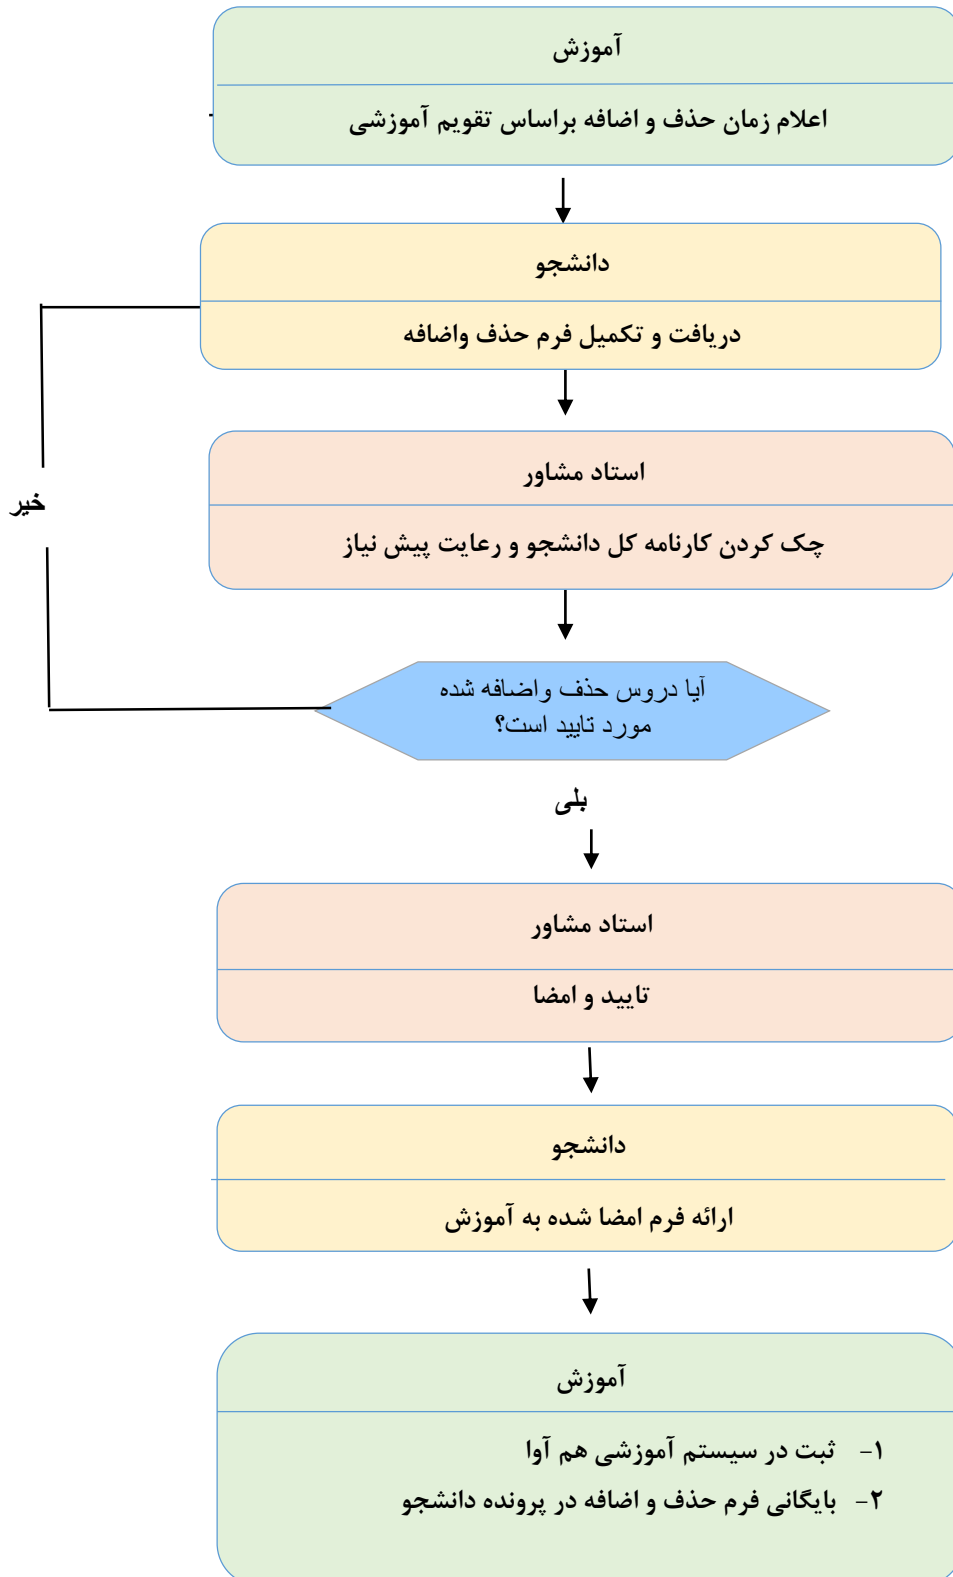 آموزش
اعلام زمان حذف و اضافه براساس تقویم آموزشی
دانشجو
دریافت و تکمیل فرم حذف واضافه
استاد مشاور
چک کردن کارنامه کل دانشجو و رعایت پیش نیاز
خیر
آیا دروس حذف واضافه شده
مورد تایید است؟
بلی
استاد مشاور
تایید و امضا
دانشجو
ارائه فرم امضا شده به آموزش
آموزش
۱- ثبت در سیستم آموزشی هم آوا
۲- بایگانی فرم حذف و اضافه در پرونده دانشجو